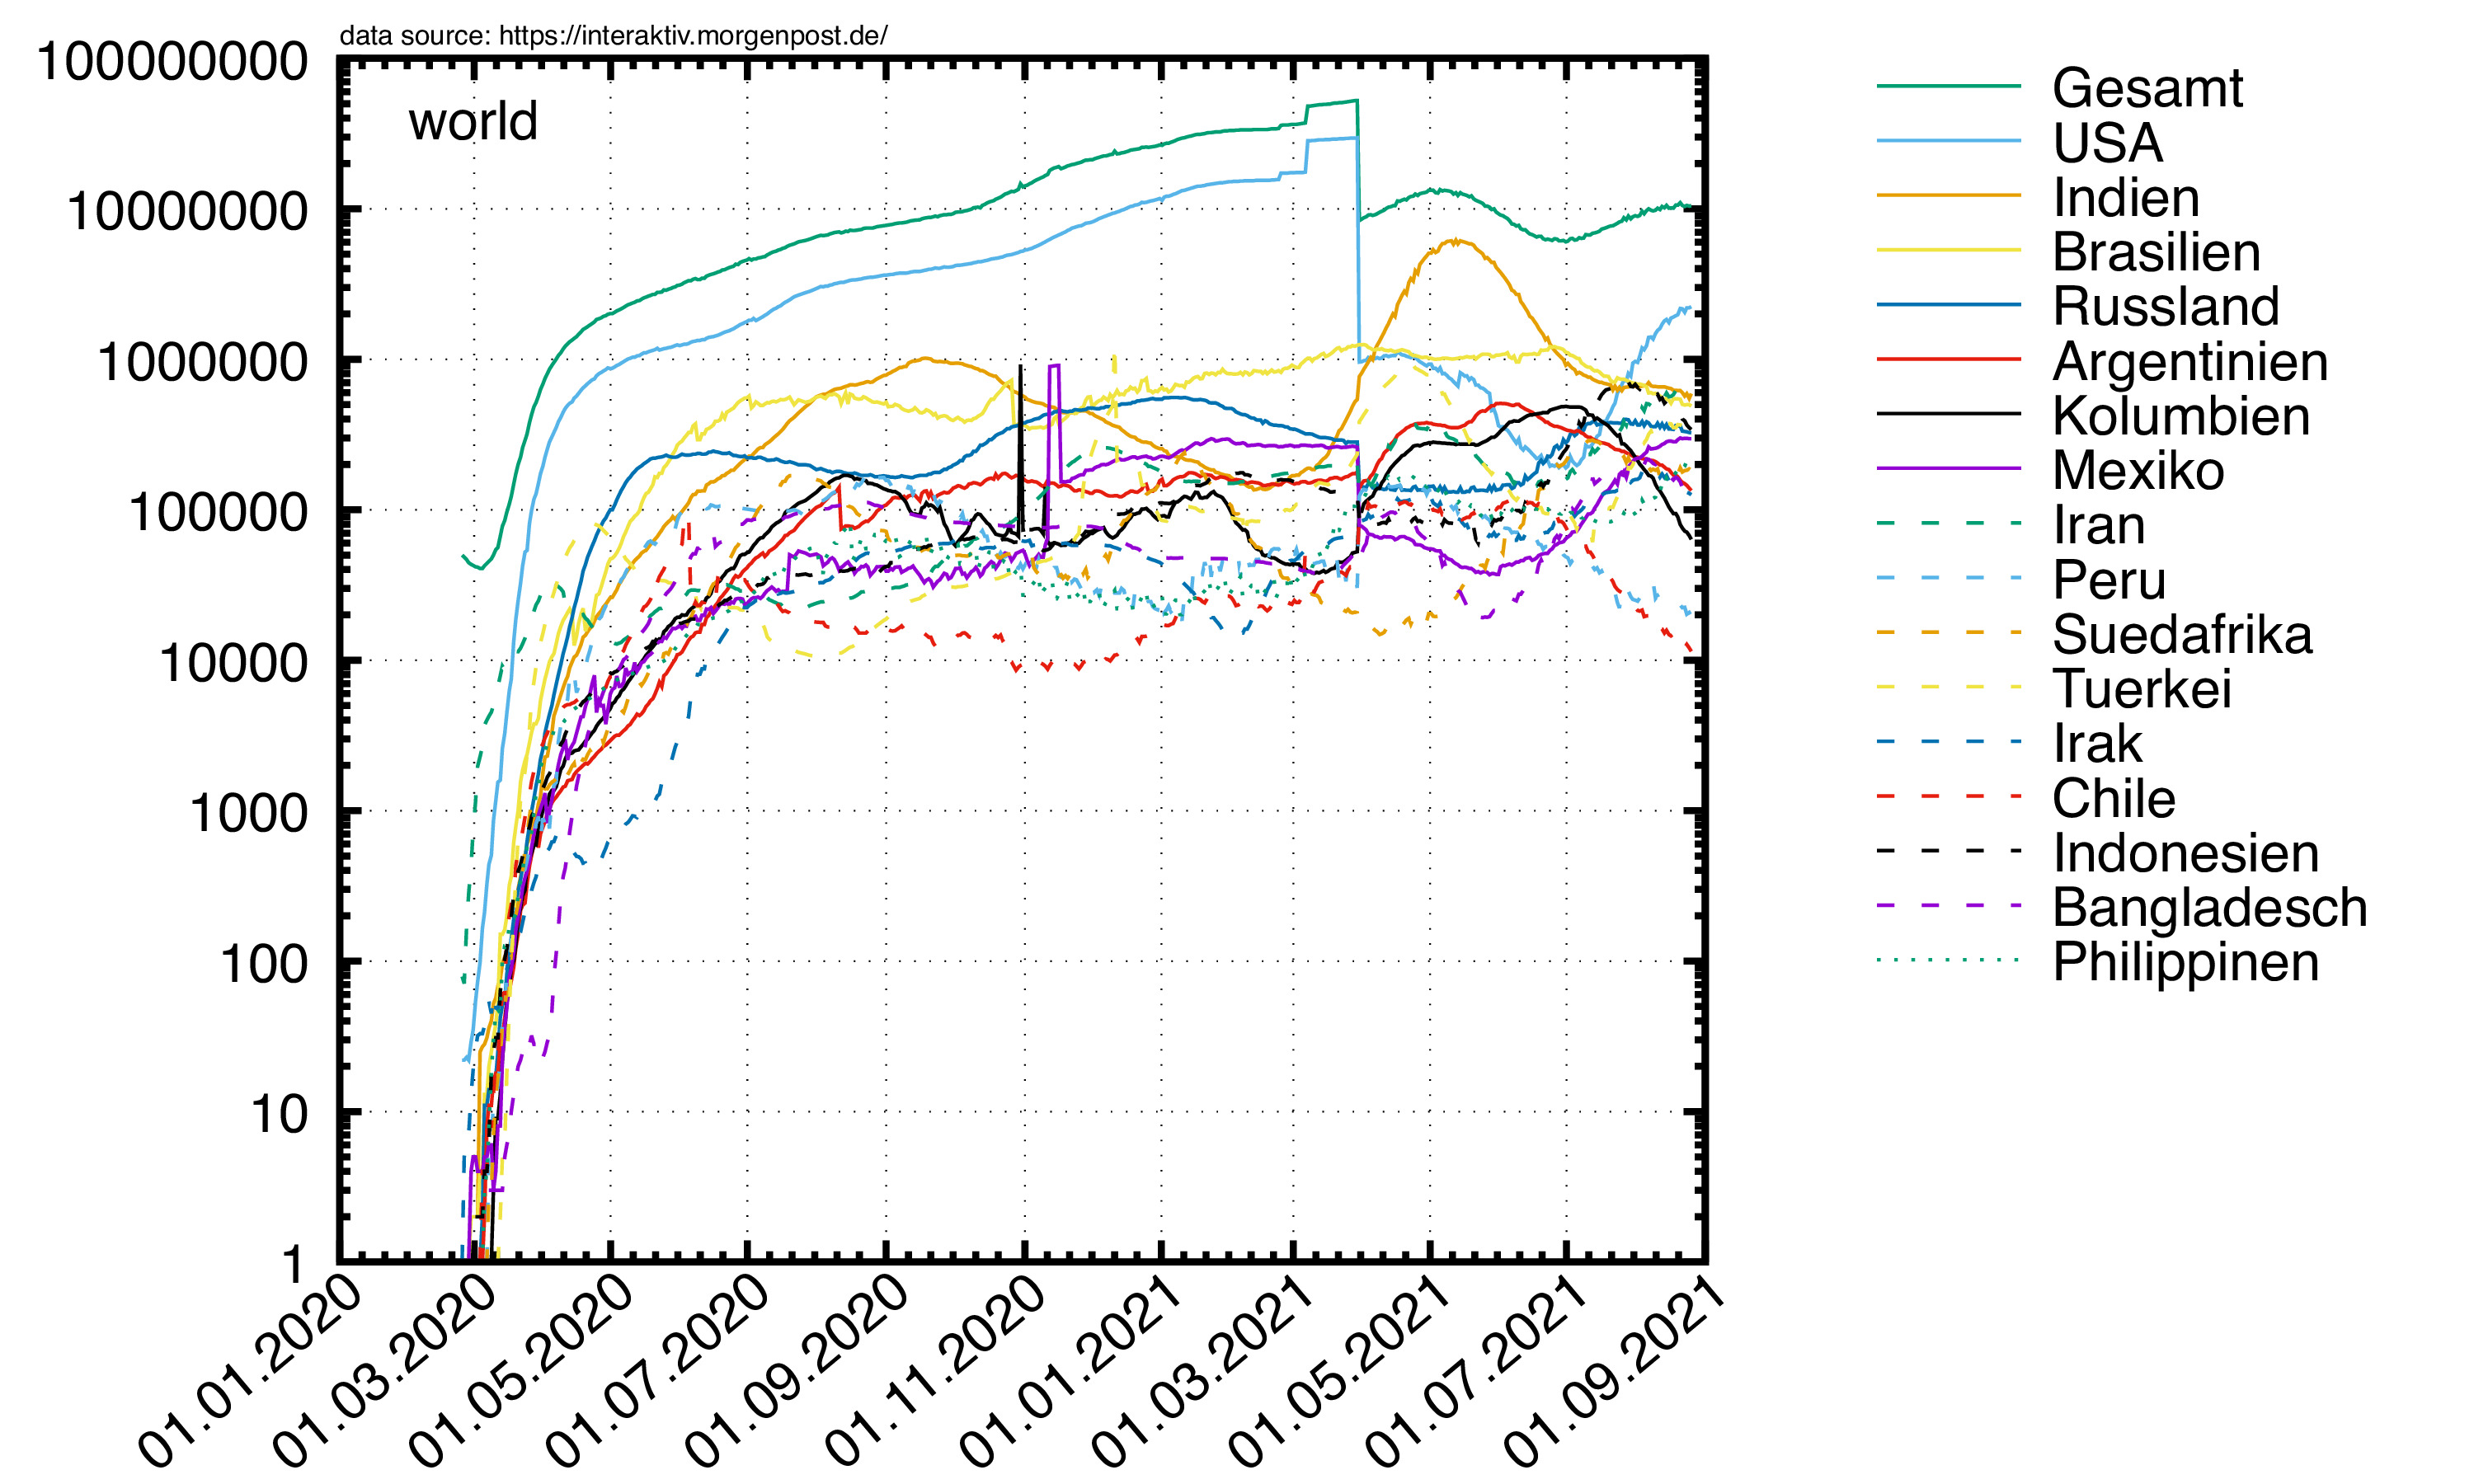 data source: https://interaktiv.morgenpost.de/
world
100000000
10000000
1000000
100000
10000
1000
100
10
1
01.01.2020
01.03.2020
01.05.2020
01.07.2020
01.09.2020
01.11.2020
01.01.2021
01.03.2021
01.05.2021
01.07.2021
01.09.2021
Gesamt
USA
Indien
Brasilien
Russland
Argentinien
Kolumbien
Mexiko
Iran
Peru
Suedafrika
Tuerkei
Irak
Chile
Indonesien
Bangladesch
Philippinen